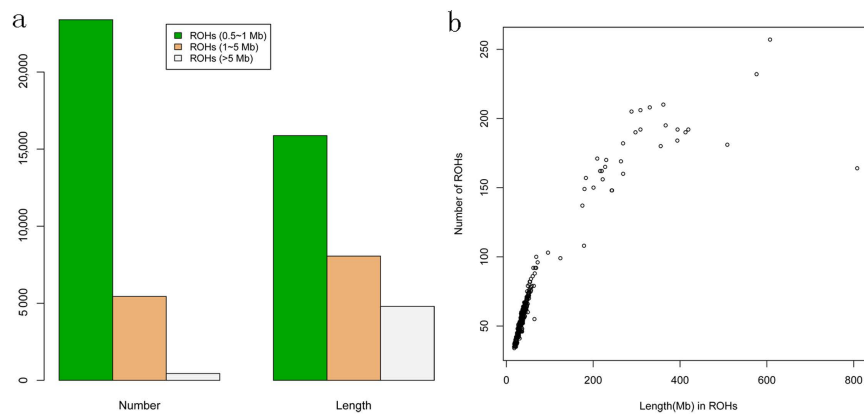 a
ROHs (0.5~1 Mb)
ROHs (1~5 Mb)
ROHs (>5 Mb)
20,000
15,000
10,000
5 000
0
Number
Length
b
Number of ROHs
250
200
150
100
50
0
200
400
600
800
Length(Mb) in ROHs